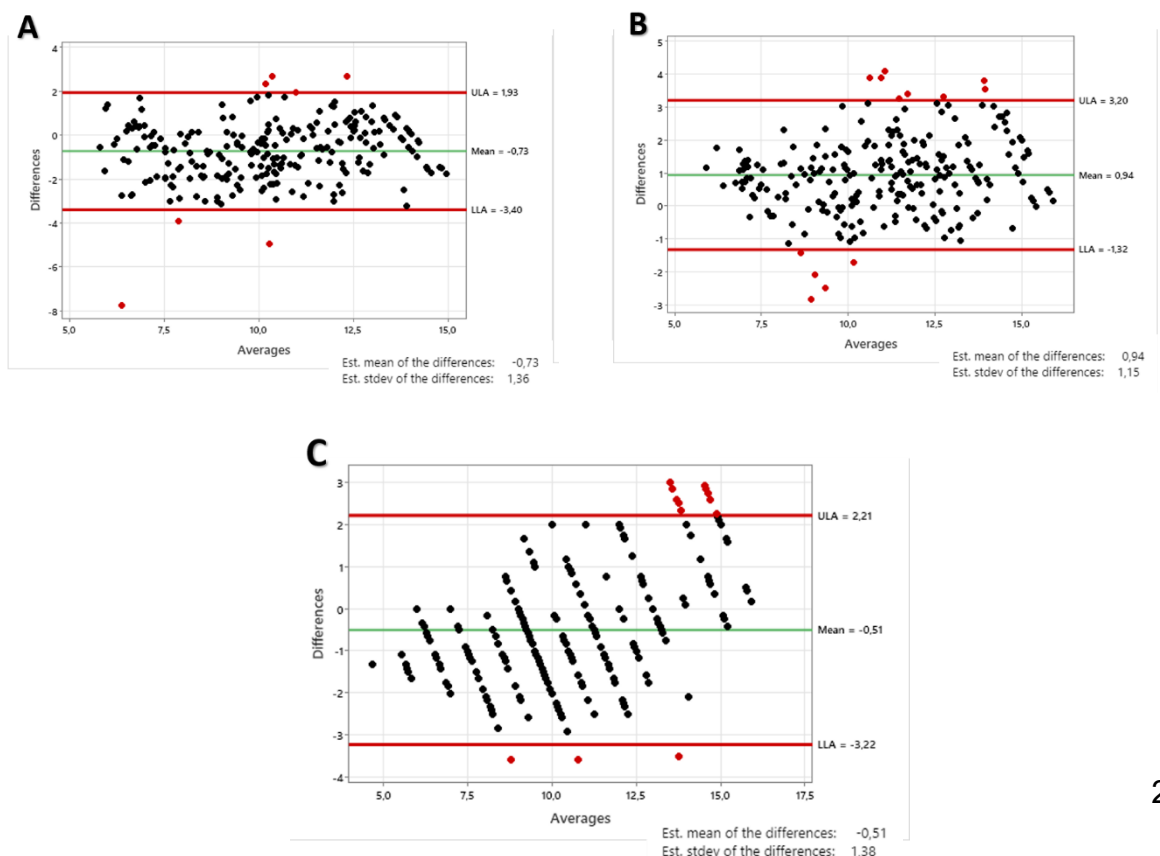 A
4
2
0
-2
-4
-6
-8
Differences
ULA = 1,93
Mean = -0,73
LLA = -3,40
5,0 7,5 10,0 12,5 15,0
Averages
Est. mean of the differences: -0,73
Est. stdev of the differences: 1,36
B
5
4
3
2
1
0
-1
-2
-3
Differences
ULA = 3,20
Mean = 0,94
LLA = -1,32
5,0 7,5 10,0 12,5 15,0
Averages
Est. mean of the differences: 0,94
Est. stdev of the differences: 1,15
C
3
2
1
0
-1
-2
-3
-4
Differences
ULA = 2,21
Mean = -0,51
LLA = -3,22
5,0 7,5 10,0 12,5 15,0 17,5
Averages
Est. mean of the differences: -0,51
Est. stdev of the differences: 1,38
2